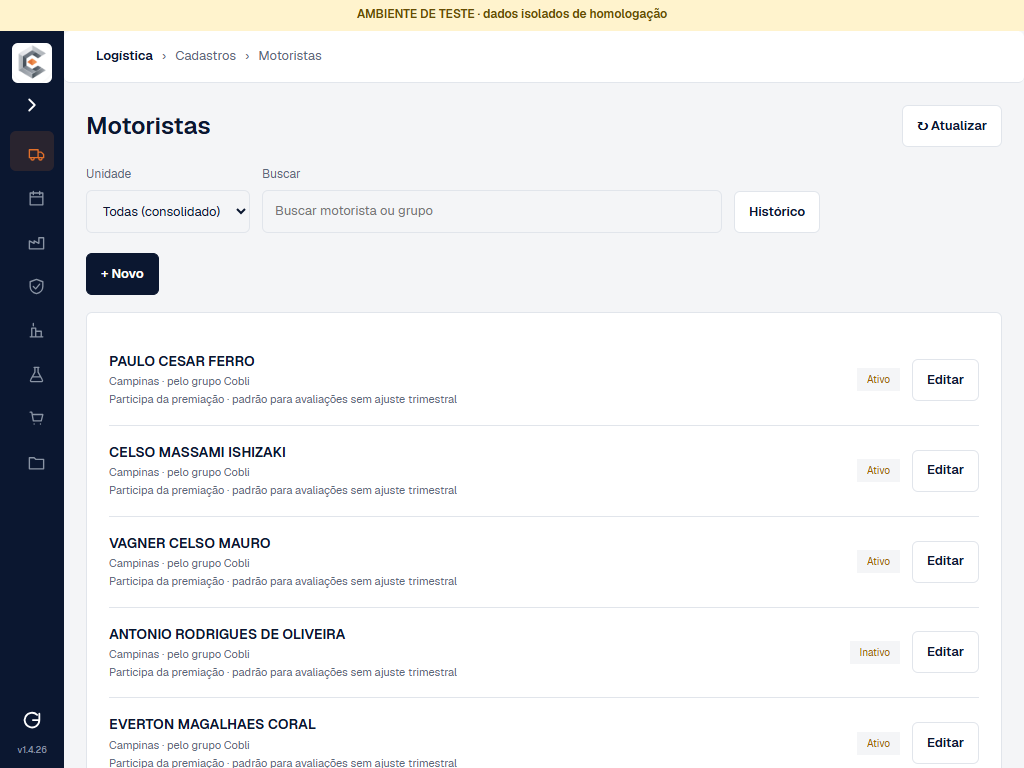 AMBIENTE DE TESTE · dados isolados de homologação
Logística › Cadastros › Motoristas
Motoristas
↻ Atualizar
Unidade
Buscar
Todas (consolidado)
Buscar motorista ou grupo
Histórico
+ Novo
PAULO CESAR FERRO
Campinas · pelo grupo Cobli
Participa da premiação · padrão para avaliações sem ajuste trimestral
Ativo
Editar
CELSO MASSAMI ISHIZAKI
Campinas · pelo grupo Cobli
Participa da premiação · padrão para avaliações sem ajuste trimestral
Ativo
Editar
VAGNER CELSO MAURO
Campinas · pelo grupo Cobli
Participa da premiação · padrão para avaliações sem ajuste trimestral
Ativo
Editar
ANTONIO RODRIGUES DE OLIVEIRA
Campinas · pelo grupo Cobli
Participa da premiação · padrão para avaliações sem ajuste trimestral
Inativo
Editar
EVERTON MAGALHAES CORAL
Campinas · pelo grupo Cobli
Participa da premiação · padrão para avaliações sem ajuste trimestral
Ativo
Editar
v1.4.26